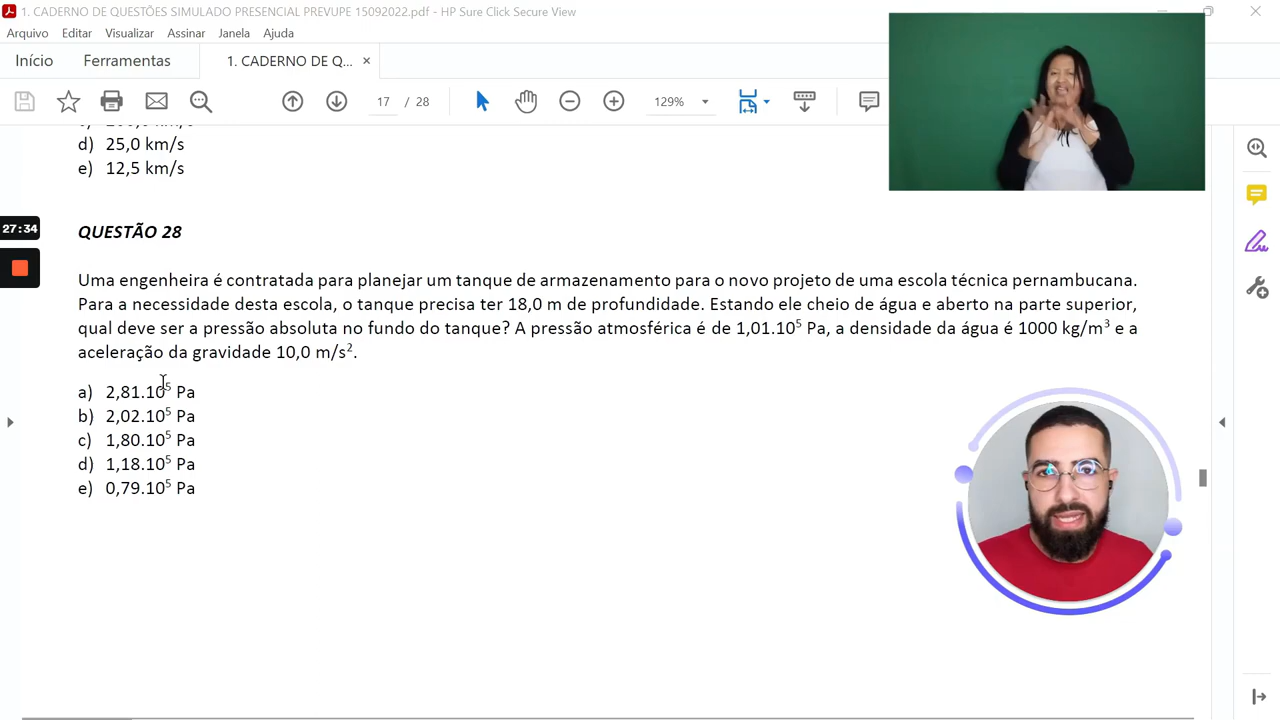 1. CADERNO DE QUESTÕES SIMULADO PRESENCIAL PREVUPE 15092022.pdf - HP Sure Click Secure View
Arquivo Editar Visualizar Assinar Janela Ajuda
Início Ferramentas 1. CADERNO DE Q... ×
17 / 28 129%
d) 25,0 km/s
e) 12,5 km/s
27:34
QUESTÃO 28
Uma engenheira é contratada para planejar um tanque de armazenamento para o novo projeto de uma escola técnica pernambucana.
Para a necessidade desta escola, o tanque precisa ter 18,0 m de profundidade. Estando ele cheio de água e aberto na parte superior,
qual deve ser a pressão absoluta no fundo do tanque? A pressão atmosférica é de 1,01.10⁵ Pa, a densidade da água é 1000 kg/m³ e a
aceleração da gravidade 10,0 m/s².
a) 2,81.10⁵ Pa
b) 2,02.10⁵ Pa
c) 1,80.10⁵ Pa
d) 1,18.10⁵ Pa
e) 0,79.10⁵ Pa